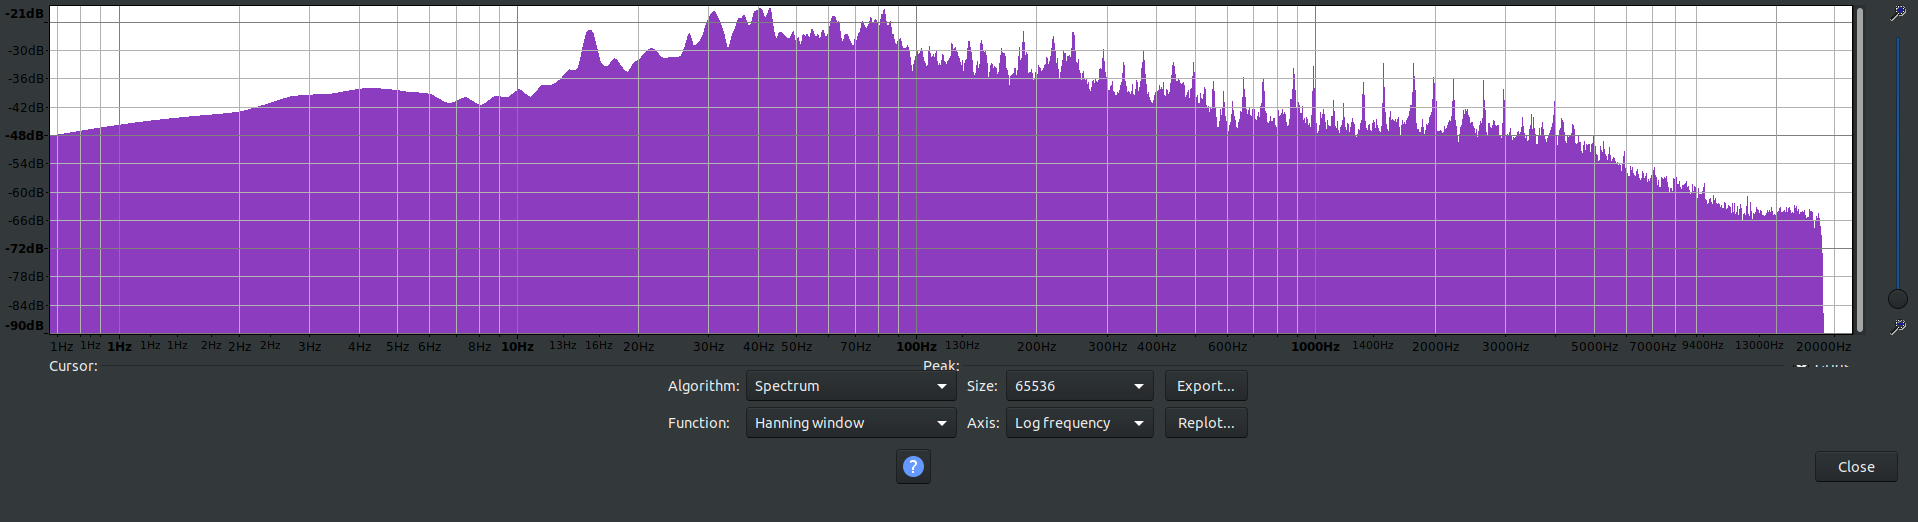 -21dB
-30dB
-36dB
-42dB
-48dB
-54dB
-60dB
-66dB
-72dB
-78dB
-84dB
-90dB
1Hz 1Hz 1Hz 1Hz 1Hz 2Hz 2Hz 2Hz 3Hz 4Hz 5Hz 6Hz 8Hz 10Hz 13Hz 16Hz 20Hz 30Hz 40Hz 50Hz 70Hz 100Hz 130Hz 200Hz 300Hz 400Hz 600Hz 1000Hz 1400Hz 2000Hz 3000Hz 5000Hz 7000Hz 9400Hz 13000Hz 20000Hz
Cursor: Peak:
Algorithm: Spectrum Size: 65536 Export...
Function: Hanning window Axis: Log frequency Replot...
?
Close